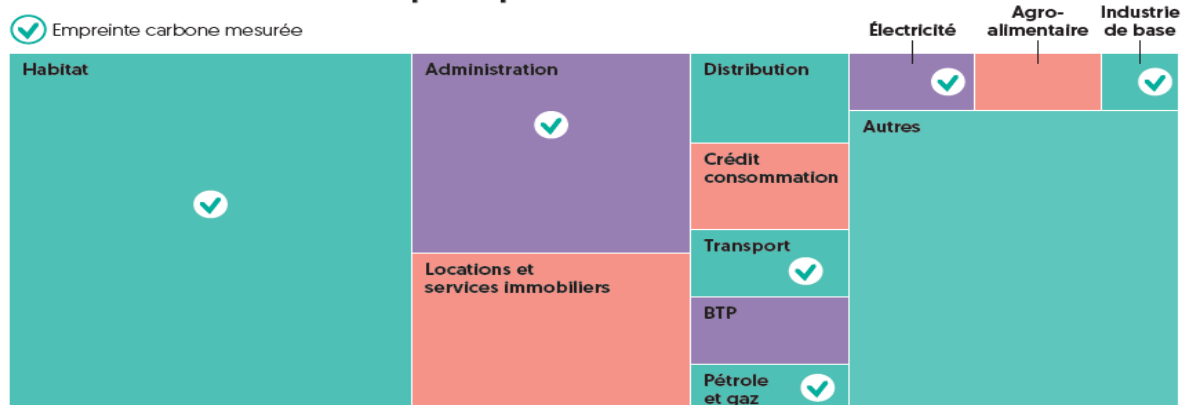 Empreinte carbone mesurée
Électricité
Agro-
alimentaire
Industrie
de base
Habitat
Administration
Distribution
Autres
Crédit
consommation
Transport
Locations et
services immobiliers
BTP
Pétrole
et gaz